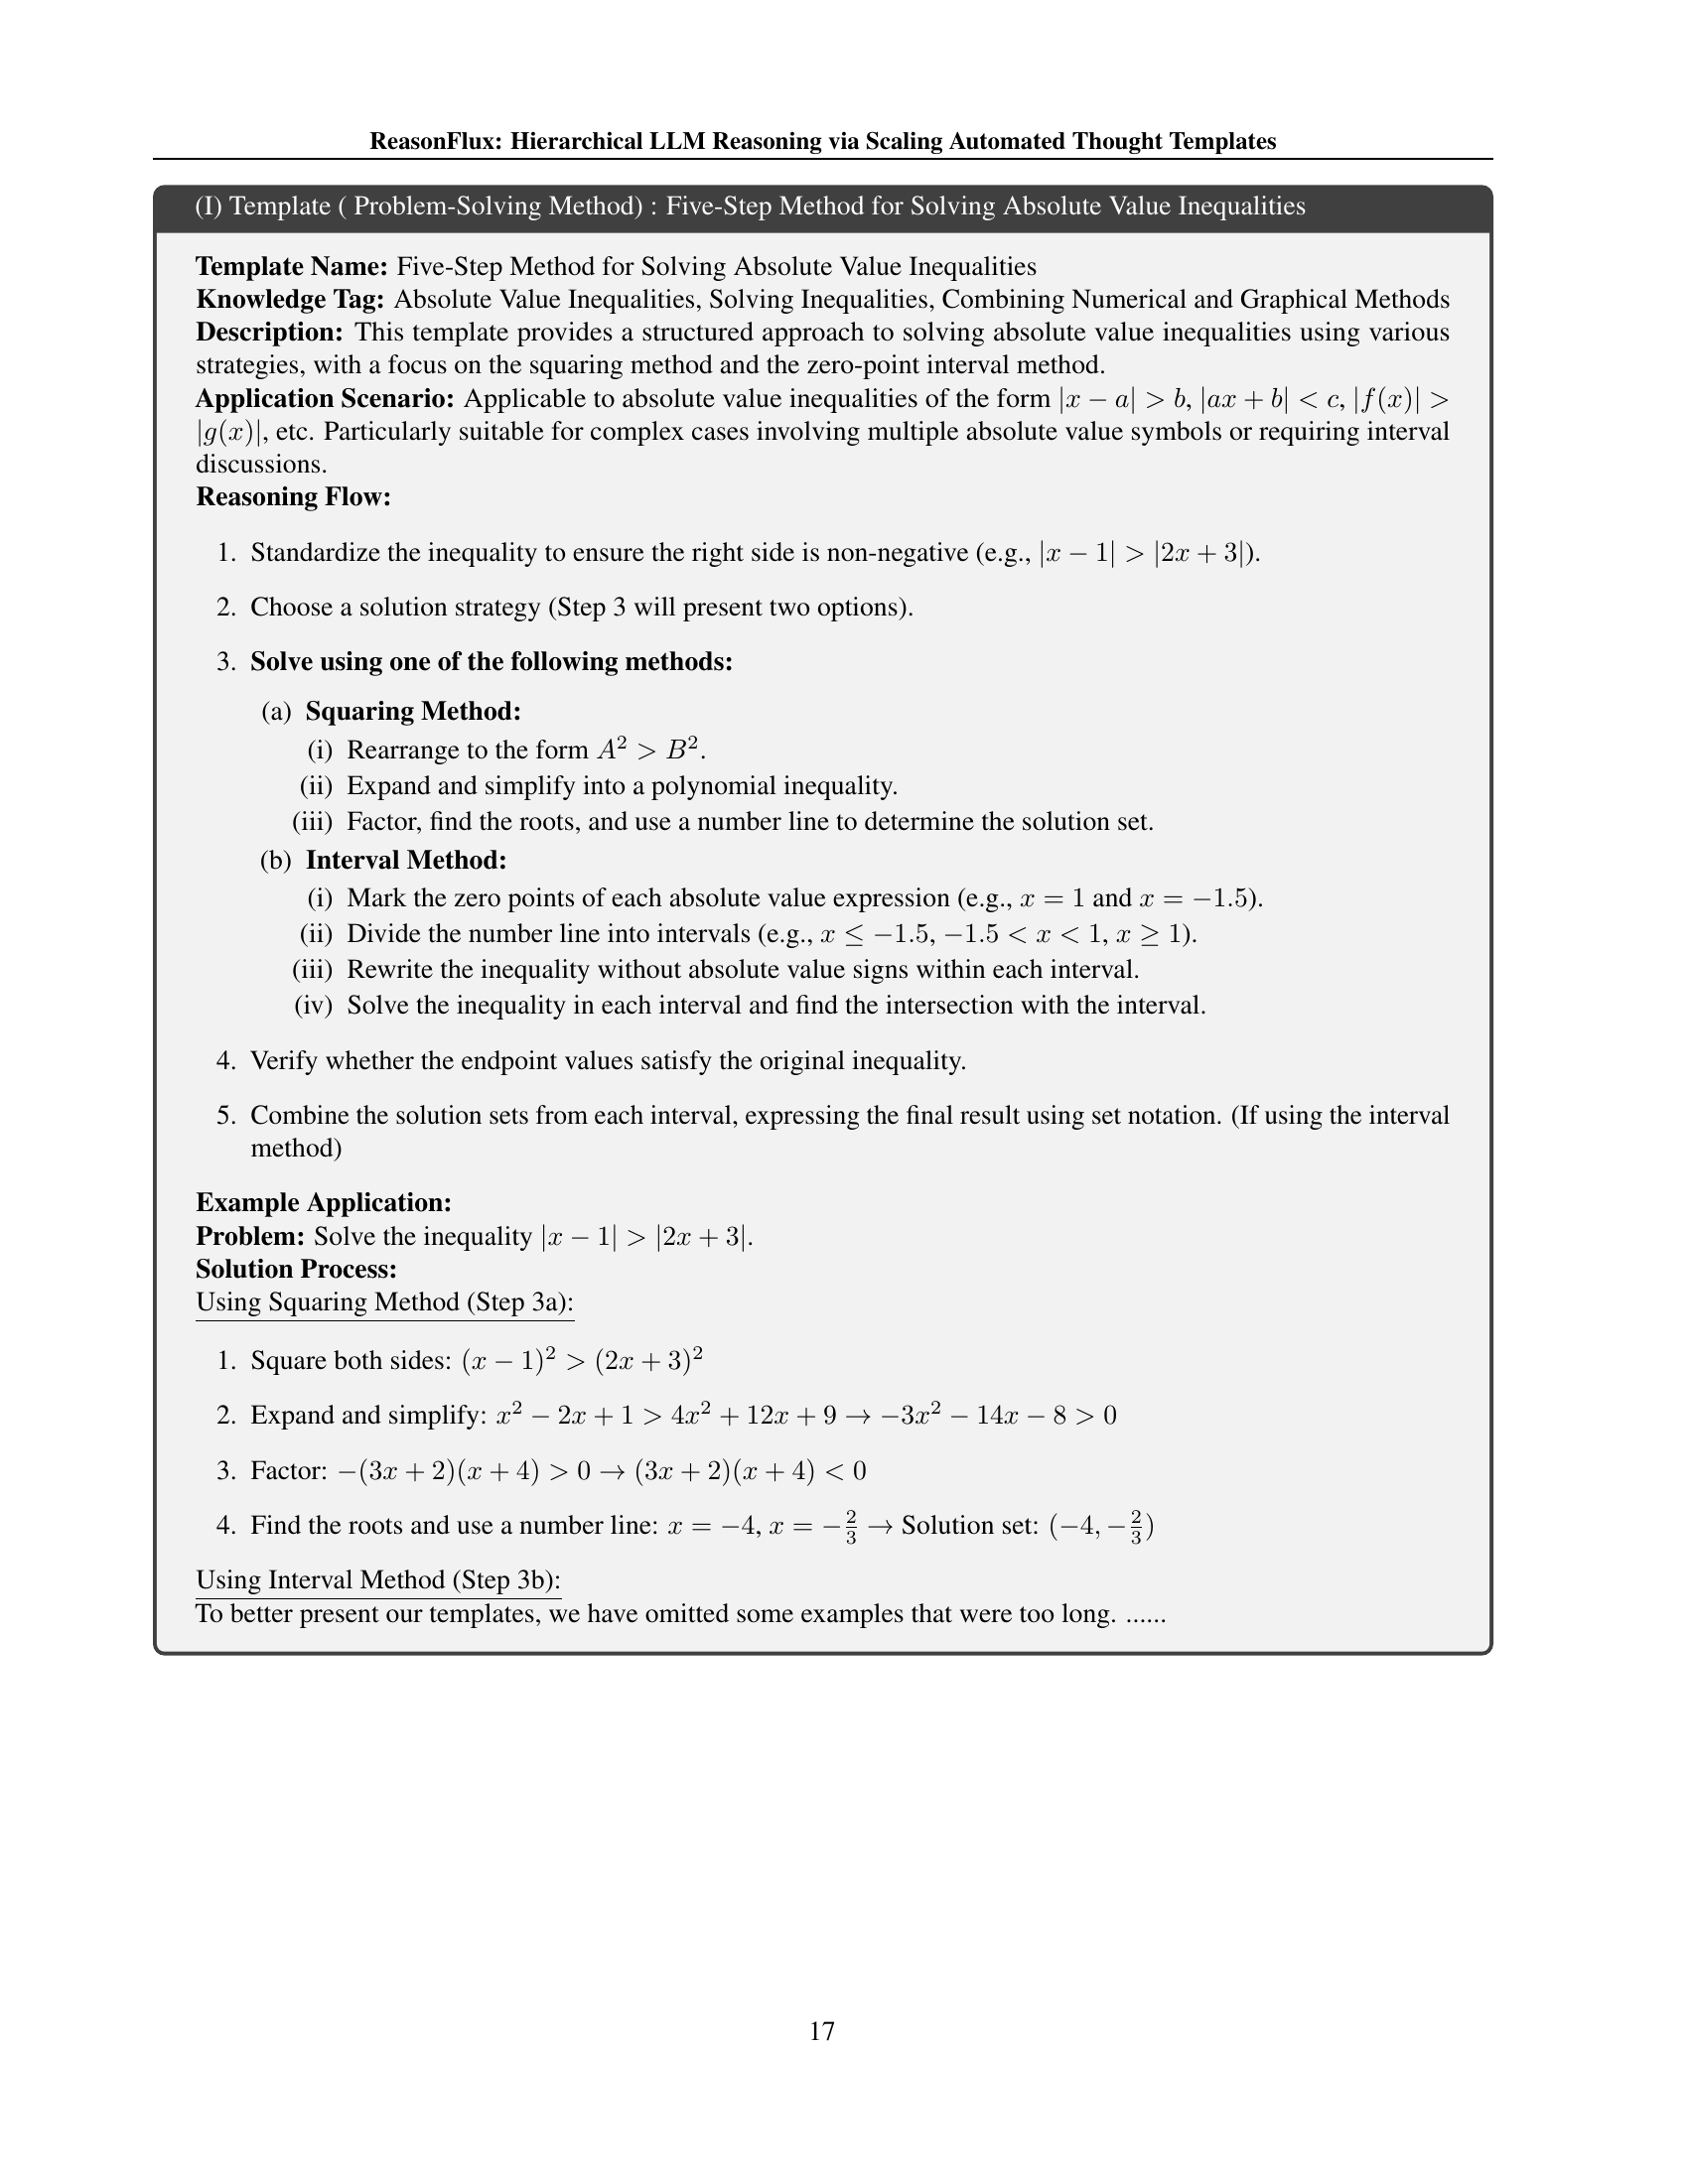 ReasonFlux: Hierarchical LLM Reasoning via Scaling Automated Thought Templates
(I) Template ( Problem-Solving Method) : Five-Step Method for Solving Absolute Value Inequalities
Template Name: Five-Step Method for Solving Absolute Value Inequalities
Knowledge Tag: Absolute Value Inequalities, Solving Inequalities, Combining Numerical and Graphical Methods
Description: This template provides a structured approach to solving absolute value inequalities using various
strategies, with a focus on the squaring method and the zero-point interval method.
Application Scenario: Applicable to absolute value inequalities of the form |x − a| > b, |ax + b| < c, |f(x)| >
|g(x)|, etc. Particularly suitable for complex cases involving multiple absolute value symbols or requiring interval
discussions.
Reasoning Flow:
1. Standardize the inequality to ensure the right side is non-negative (e.g., |x − 1| > |2x + 3|).
2. Choose a solution strategy (Step 3 will present two options).
3. Solve using one of the following methods:
(a) Squaring Method:
(i) Rearrange to the form A² > B².
(ii) Expand and simplify into a polynomial inequality.
(iii) Factor, find the roots, and use a number line to determine the solution set.
(b) Interval Method:
(i) Mark the zero points of each absolute value expression (e.g., x = 1 and x = −1.5).
(ii) Divide the number line into intervals (e.g., x ≤ −1.5, −1.5 < x < 1, x ≥ 1).
(iii) Rewrite the inequality without absolute value signs within each interval.
(iv) Solve the inequality in each interval and find the intersection with the interval.
4. Verify whether the endpoint values satisfy the original inequality.
5. Combine the solution sets from each interval, expressing the final result using set notation. (If using the interval
method)
Example Application:
Problem: Solve the inequality |x − 1| > |2x + 3|.
Solution Process:
Using Squaring Method (Step 3a):
1. Square both sides: (x − 1)² > (2x + 3)²
2. Expand and simplify: x² − 2x + 1 > 4x² + 12x + 9 → −3x² − 14x − 8 > 0
3. Factor: −(3x + 2)(x + 4) > 0 → (3x + 2)(x + 4) < 0
4. Find the roots and use a number line: x = −4, x = −2/3 → Solution set: (−4, −2/3)
Using Interval Method (Step 3b):
To better present our templates, we have omitted some examples that were too long. ......
17